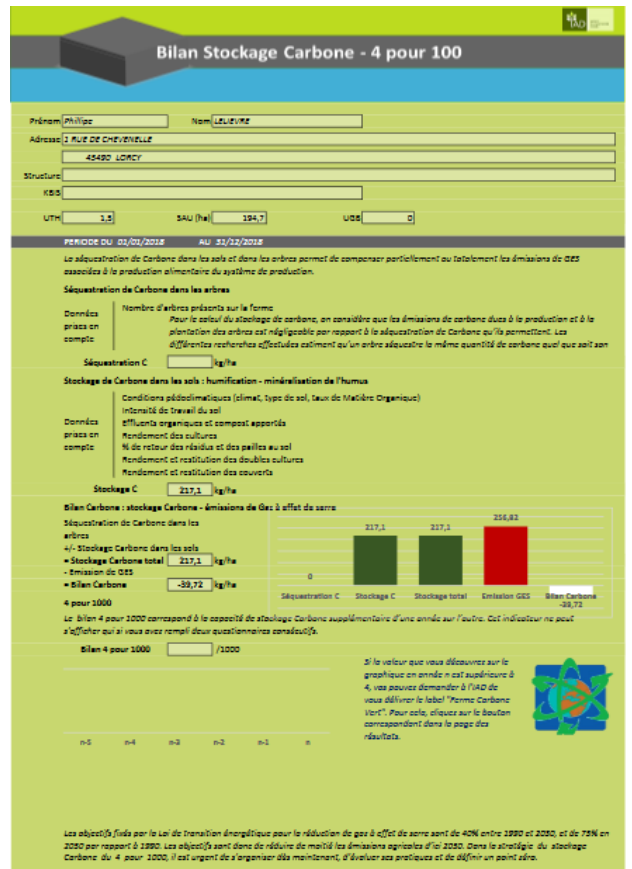 IAD
Bilan Stockage Carbone - 4 pour 100
Prénom Philipe Nom LELIEVRE
Adresse 1 RUE DE CHEVENELLE
45490 LORCY
Structure
KBIS
UTH 1,5 SAU (ha) 194,7 UGB 0
PERIODE DU 01/01/2018 AU 31/12/2018
La séquestration de Carbone dans les sols et dans les arbres permet de compenser partiellement ou totalement les émissions de GES
associées à la production alimentaire du système de production.
Séquestration de Carbone dans les arbres
Données prises en compte
Nombre d'arbres présents sur la ferme
Pour le calcul du stockage de carbone, on considère que les émissions de carbone dues à la production et à la
plantation des arbres est négligeable par rapport à la séquestration de Carbone qu'ils permettent. Les
différentes recherches effectuées estiment qu'un arbre séquestre la même quantité de carbone quel que soit son
Séquestration C kg/ha
Stockage de Carbone dans les sols : humification - minéralisation de l'humus
Données prises en compte
Conditions pédoclimatiques (climat, type de sol, taux de Matière Organique)
Intensité de travail du sol
Effluents organiques et compost apportés
Rendement des cultures
% de retour des résidus et des pailles au sol
Rendement et restitution des doubles cultures
Rendement et restitution des couverts
Stockage C 217,1 kg/ha
Bilan Carbone : stockage Carbone - émissions de Gas à effet de serre
Séquestration de Carbone dans les
arbres
+/- Stockage Carbone dans les sols
= Stockage Carbone total 217,1 kg/ha
- Emission de GES
= Bilan Carbone -39,72 kg/ha
0 217,1 217,1 256,82
Séquestration C Stockage C Stockage total Emission GES Bilan Carbone
-39,72
4 pour 1000
Le bilan 4 pour 1000 correspond à la capacité de stockage Carbone supplémentaire d'une année sur l'autre. Cet indicateur ne peut
s'afficher qui si vous avez rempli deux questionnaires consécutifs.
Bilan 4 pour 1000 /1000
n-5 n-4 n-3 n-2 n-1 n
Si la valeur que vous découvres sur le
graphique en année n est supérieure à
4, vos pouvez demander à l'IAD de
vous délivrer le label "Ferme Carbone
Vert". Pour cela, cliques sur le bouton
correspondant dans la page des
résultats.
Les objectifs fixés par la Loi de transition énergétique pour la réduction de gas à effet de serre sont de 40% entre 1990 et 2030, et de 75% en
2050 par rapport à 1990. Les objectifs sont donc de réduire de moitié les émissions agricoles d'ici 2050. Dans la stratégie du stockage
Carbone du 4 pour 1000, il est urgent de s'organiser dès maintenant, d'évaluer ses pratiques et de définir un point zéro.